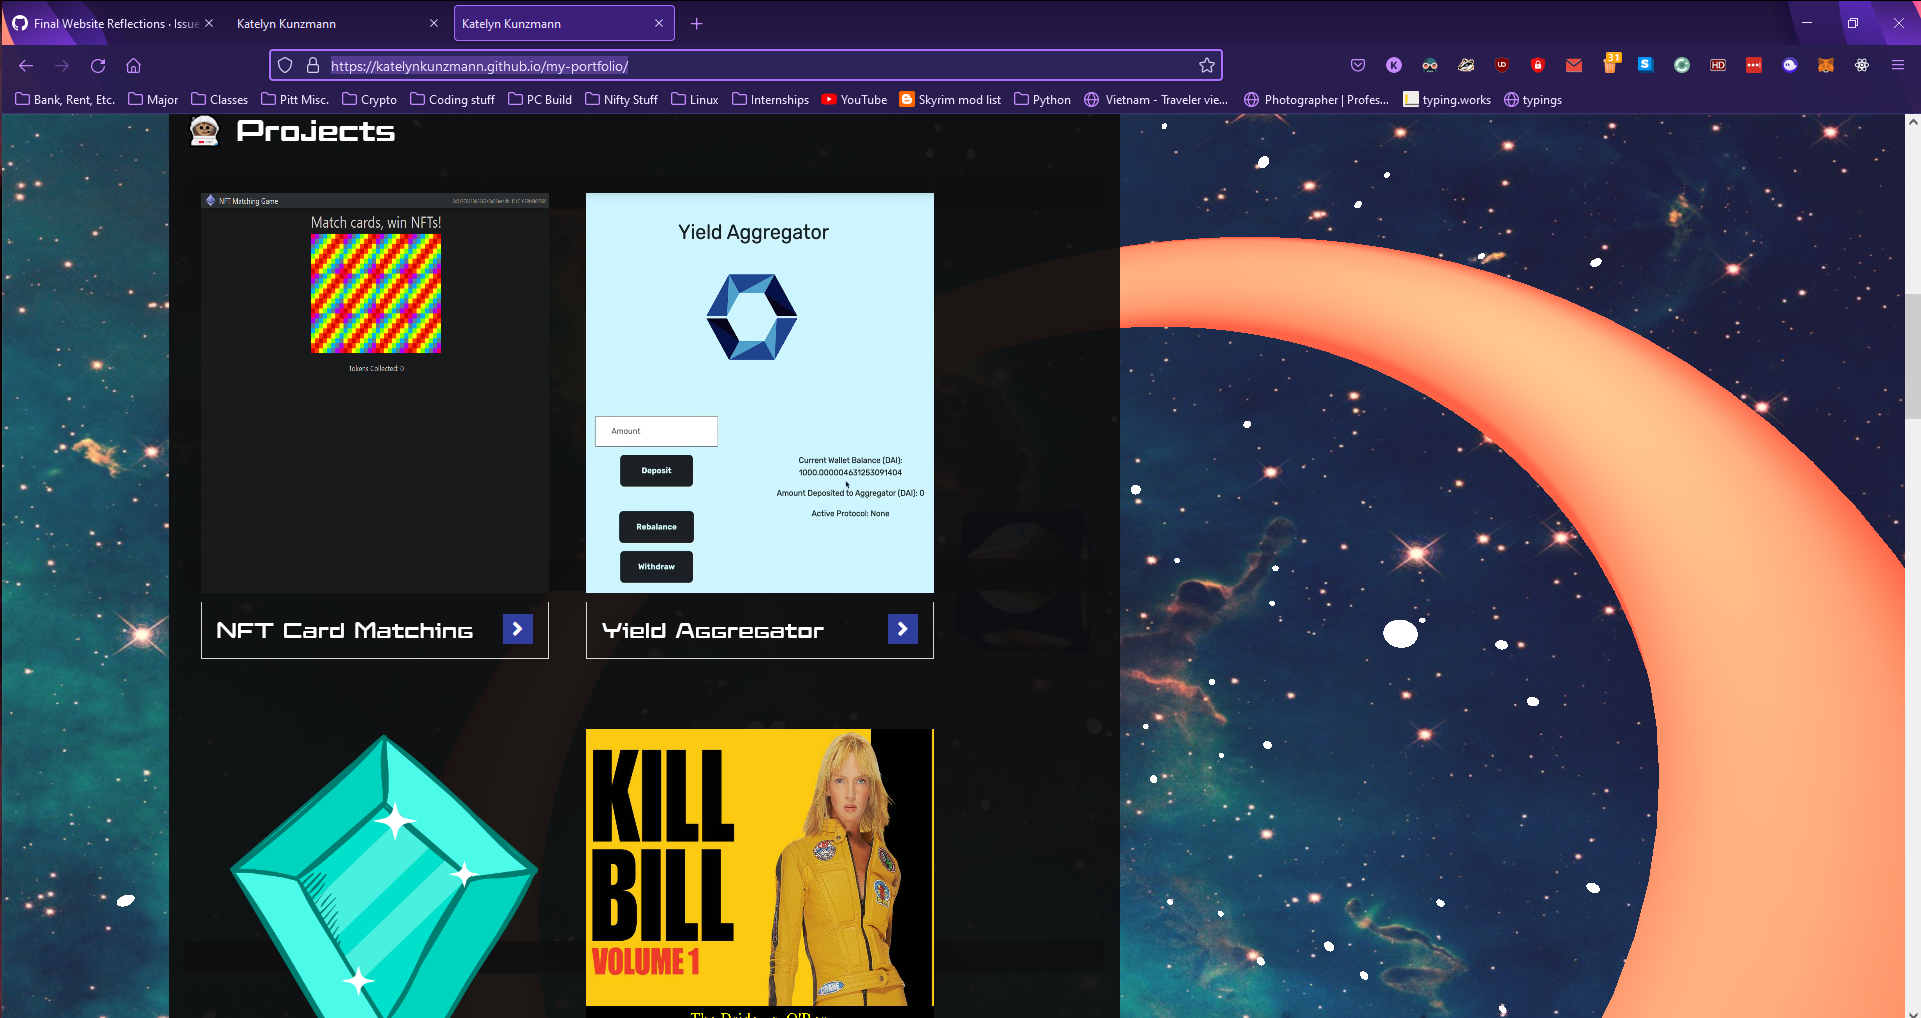 Final Website Reflections · Issue
Katelyn Kunzmann
Katelyn Kunzmann
https://katelynkunzmann.github.io/my-portfolio/
K
31
HD
S
Bank, Rent, Etc.
Major
Classes
Pitt Misc.
Crypto
Coding stuff
PC Build
Nifty Stuff
Linux
Internships
YouTube
Skyrim mod list
Python
Vietnam - Traveler vie...
Photographer | Profes...
typing.works
typings
Projects
NFT Matching Game
Match cards, win NFTs!
Tokens Collected: 0
Yield Aggregator
Amount
Deposit
Rebalance
Withdraw
Current Wallet Balance (DAI):
1000.000004631253091404
Amount Deposited to Aggregator (DAI): 0
Active Protocol: None
NFT Card Matching
Yield Aggregator
KILL
BILL
VOLUME 1